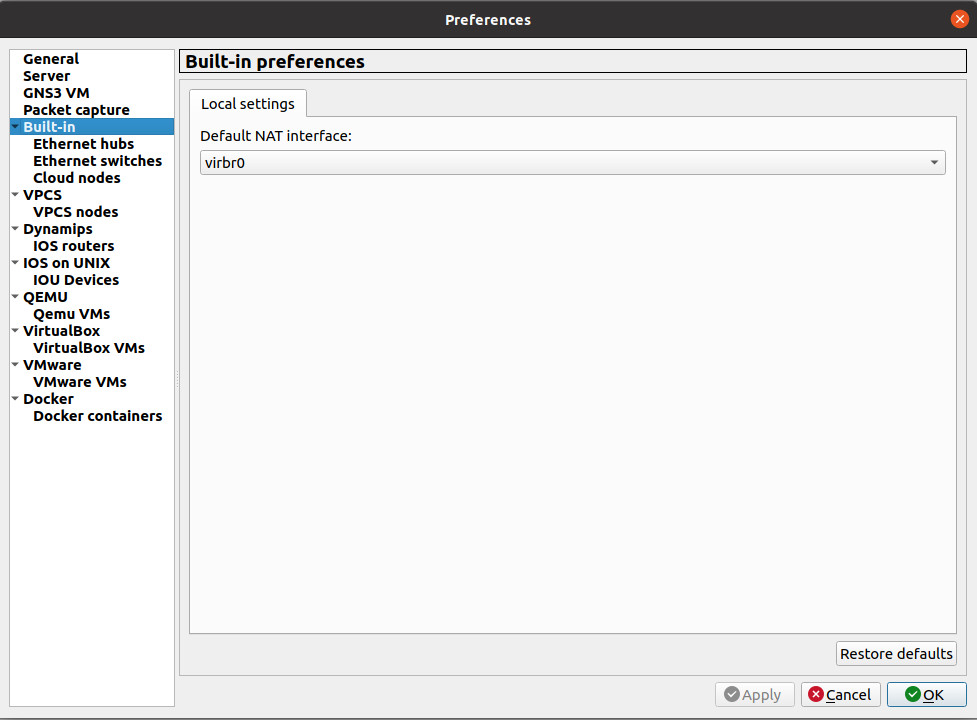 Preferences
General
Server
GNS3 VM
Packet capture
Built-in
Ethernet hubs
Ethernet switches
Cloud nodes
VPCS
VPCS nodes
Dynamips
IOS routers
IOS on UNIX
IOU Devices
QEMU
Qemu VMs
VirtualBox
VirtualBox VMs
VMware
VMware VMs
Docker
Docker containers
Built-in preferences
Local settings
Default NAT interface:
virbr0
Restore defaults
Apply
Cancel
OK